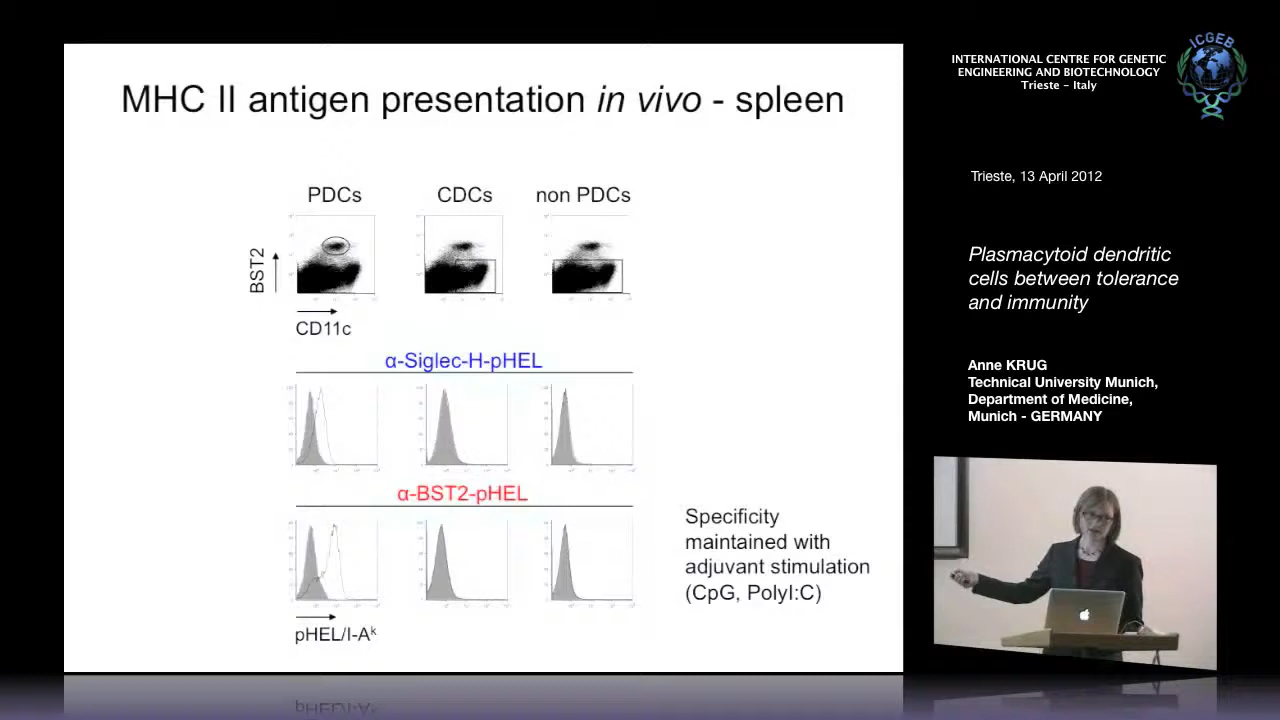 MHC II antigen presentation in vivo - spleen
PDCs
CDCs
non PDCs
BST2
CD11c
α-Siglec-H-pHEL
α-BST2-pHEL
Specificity
maintained with
adjuvant stimulation
(CpG, PolyI:C)
pHEL/I-Aᵏ
INTERNATIONAL CENTRE FOR GENETIC
ENGINEERING AND BIOTECHNOLOGY
Trieste – Italy
ICGEB
Trieste, 13 April 2012
Plasmacytoid dendritic
cells between tolerance
and immunity
Anne KRUG
Technical University Munich,
Department of Medicine,
Munich - GERMANY